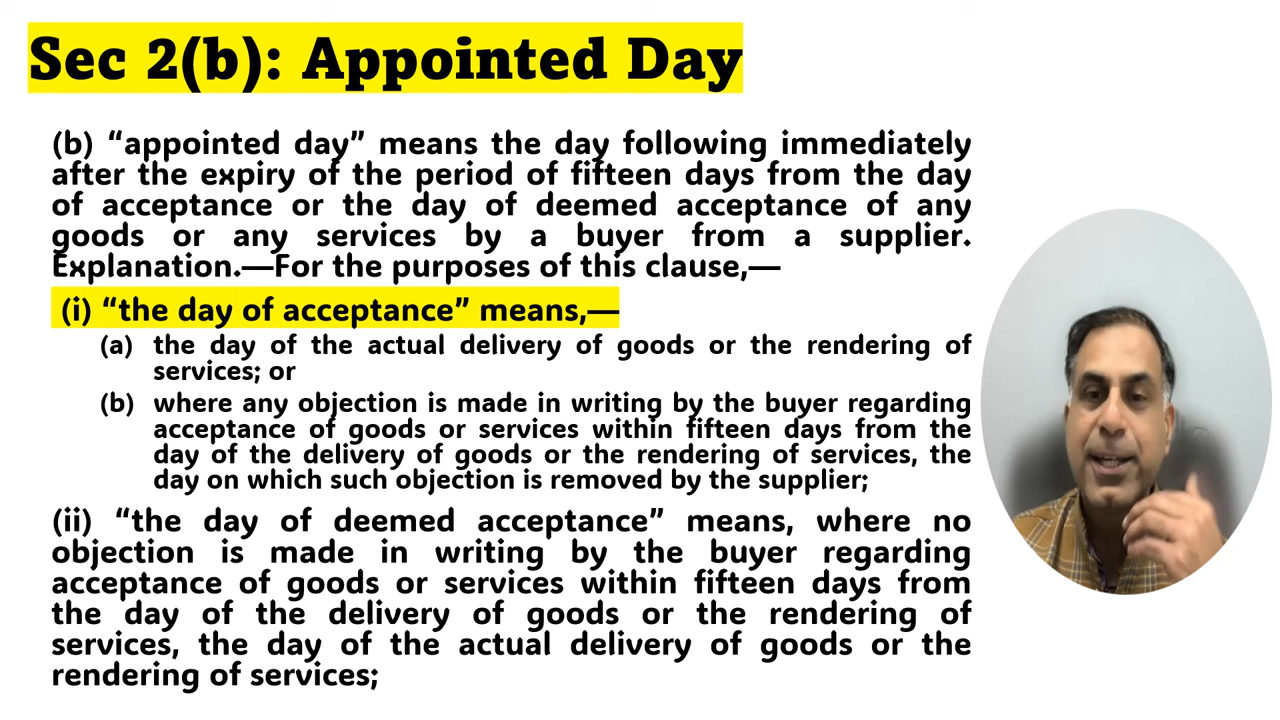 Sec 2(b): Appointed Day
(b) “appointed day” means the day following immediately
after the expiry of the period of fifteen days from the day
of acceptance or the day of deemed acceptance of any
goods or any services by a buyer from a supplier.
Explanation.—For the purposes of this clause,—
(i) “the day of acceptance” means,—
(a) the day of the actual delivery of goods or the rendering of
services; or
(b) where any objection is made in writing by the buyer regarding
acceptance of goods or services within fifteen days from the
day of the delivery of goods or the rendering of services, the
day on which such objection is removed by the supplier;
(ii) “the day of deemed acceptance” means, where no
objection is made in writing by the buyer regarding
acceptance of goods or services within fifteen days from
the day of the delivery of goods or the rendering of
services, the day of the actual delivery of goods or the
rendering of services;